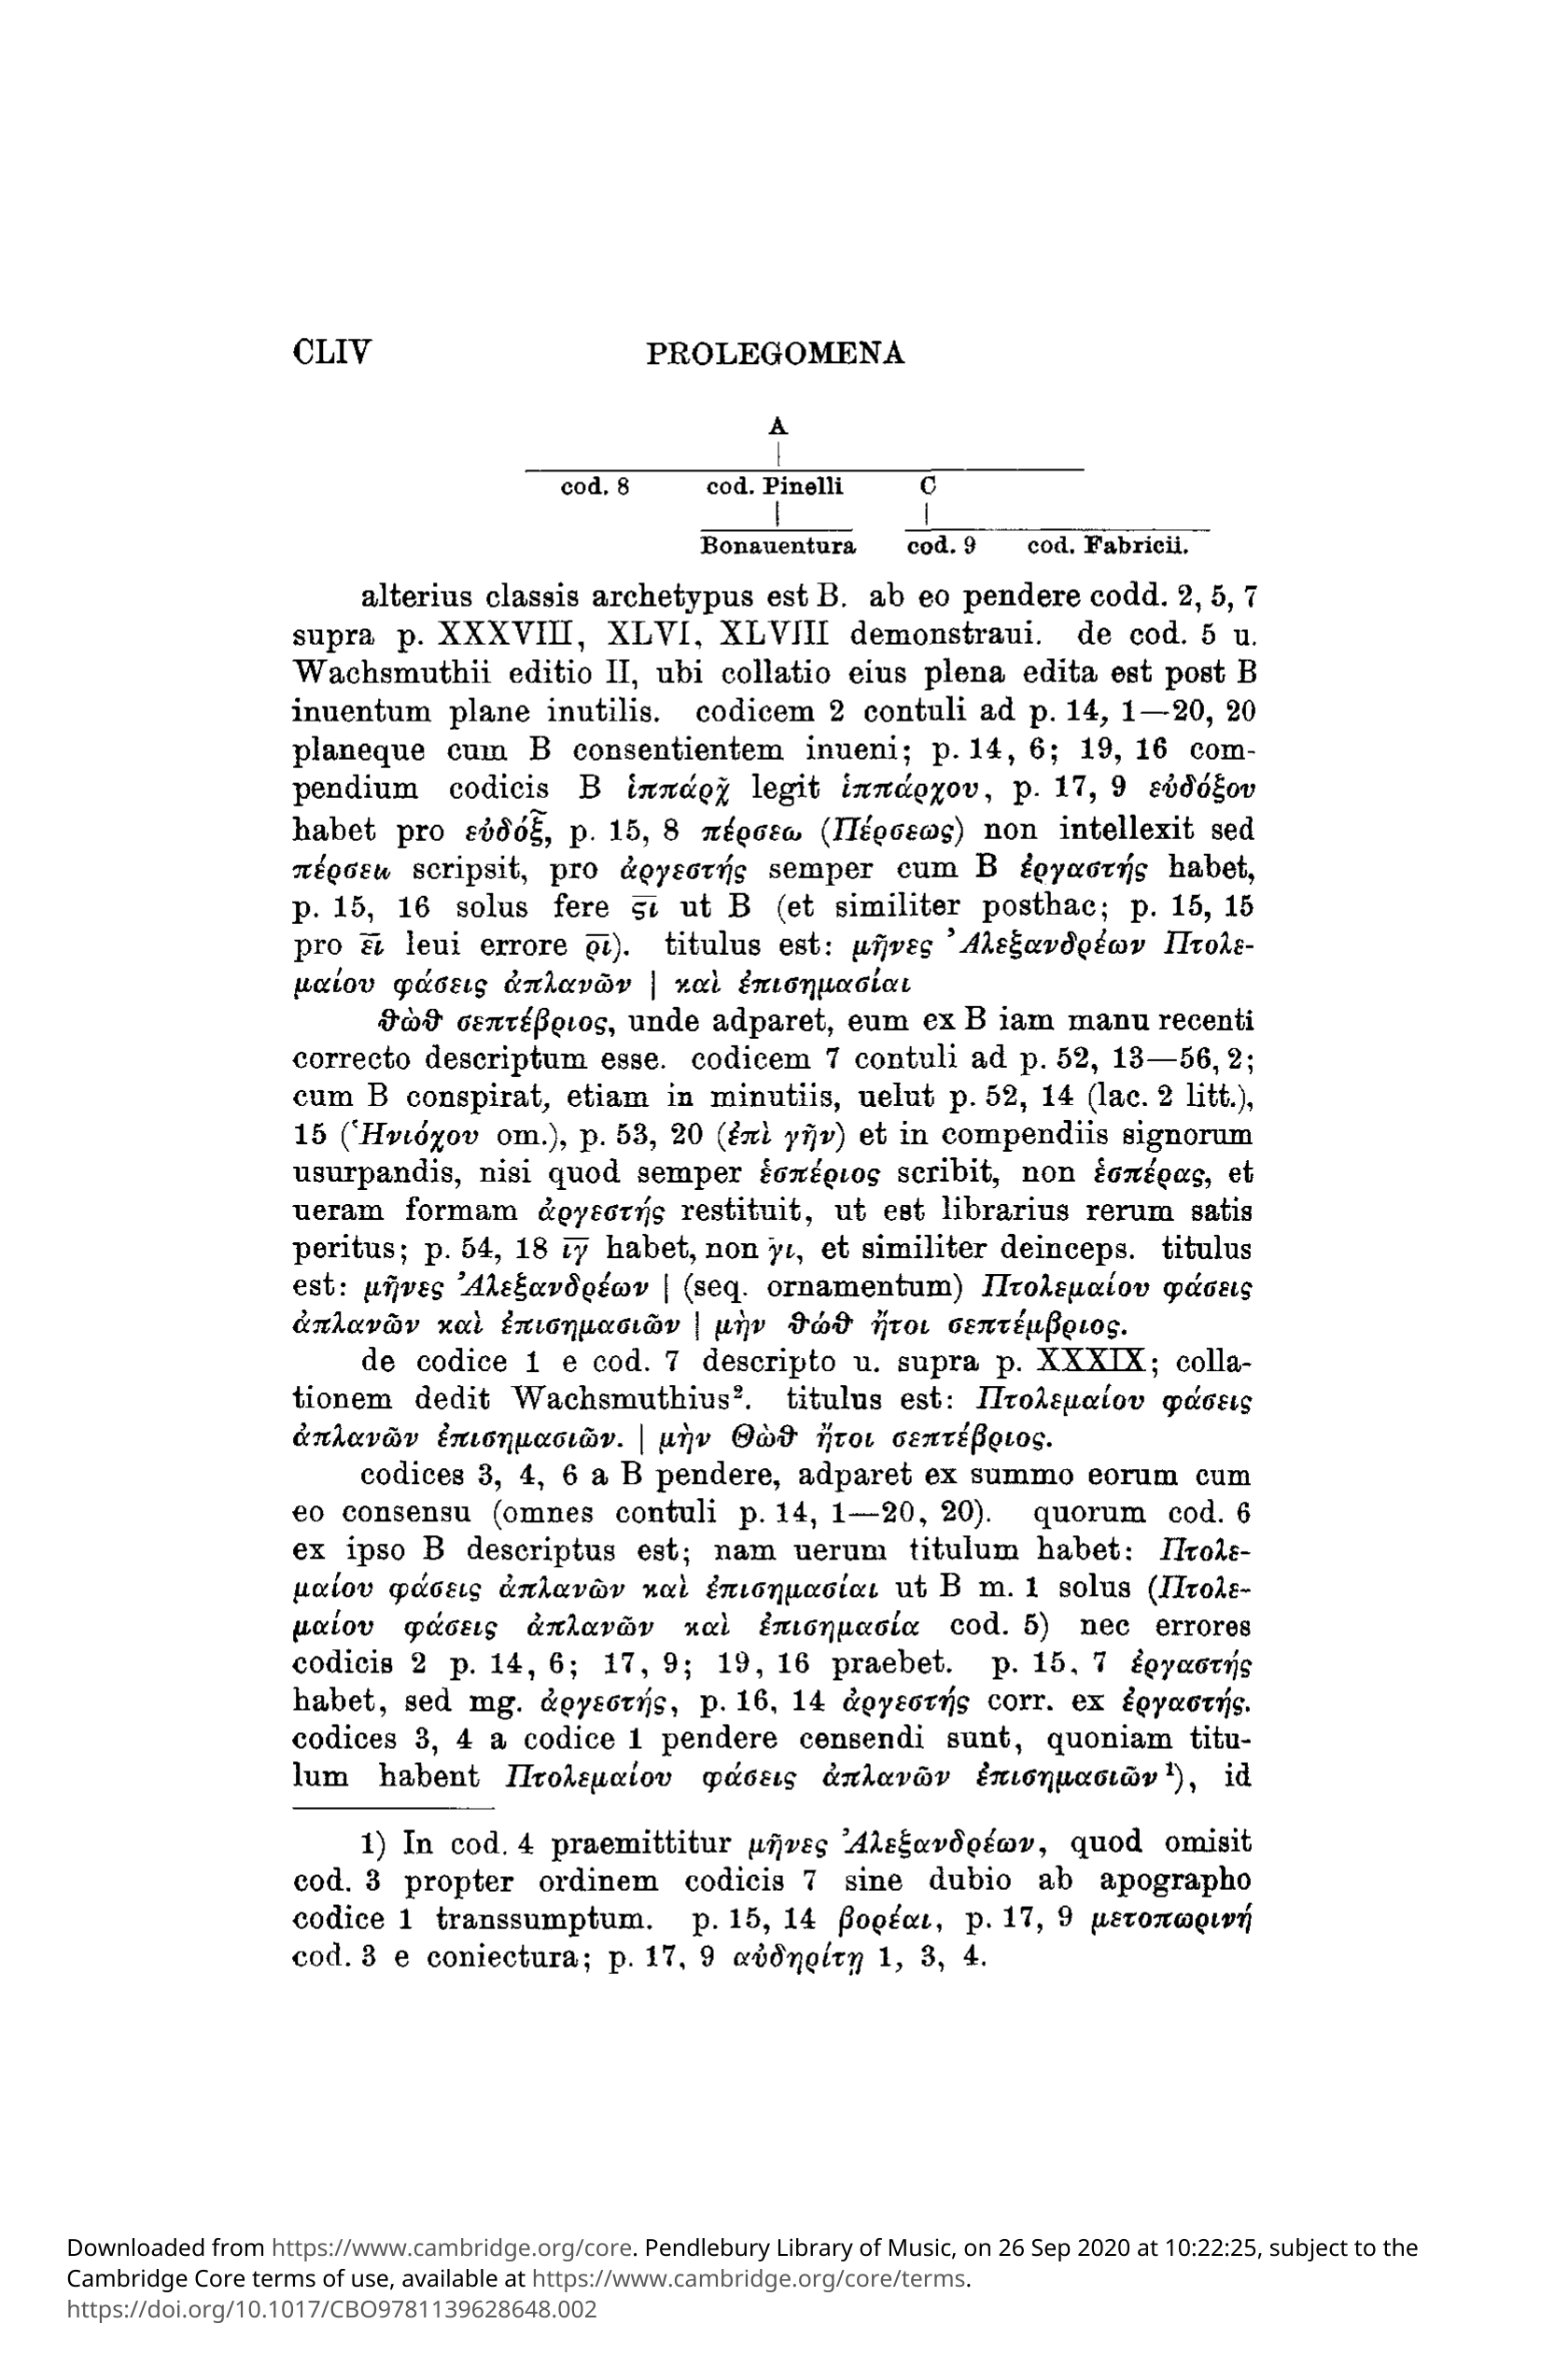 CLIV PROLEGOMENA
A
cod. 8 cod. Pinelli C
Bonauentura cod. 9 cod. Fabricii.
alterius classis archetypus est B. ab eo pendere codd. 2, 5, 7
supra p. XXXVIII, XLVI, XLVIII demonstraui. de cod. 5 u.
Wachsmuthii editio II, ubi collatio eius plena edita est post B
inuentum plane inutilis. codicem 2 contuli ad p. 14, 1—20, 20
planeque cum B consentientem inueni; p. 14, 6; 19, 16 com-
pendium codicis B ἱππάρχ̃ legit ἱππάρχου, p. 17, 9 εὐδόξου
habet pro εὐδόξ̃, p. 15, 8 πέρσεω (Πέρσεως) non intellexit sed
scripsit, pro ἀργεστής semper cum B ἐργαστής habet,
p. 15, 16 solus fere ς̅ι̅ ut B (et similiter posthac; p. 15, 15
pro ε̅ι̅ leui errore ρ̅ι̅). titulus est: μῆνες Ἀλεξανδρέων Πτολε-
μαίου φάσεις ἀπλανῶν | καὶ ἐπισημασίαι
θὼθ σεπτέβριος, unde adparet, eum ex B iam manu recenti
correcto descriptum esse. codicem 7 contuli ad p. 52, 13—56, 2;
cum B conspirat, etiam in minutiis, uelut p. 52, 14 (lac. 2 litt.),
15 (Ἡνιόχου om.), p. 53, 20 (ἐπὶ γῆν) et in compendiis signorum
usurpandis, nisi quod semper ἑσπέριος scribit, non ἑσπέρας, et
ueram formam ἀργεστής restituit, ut est librarius rerum satis
peritus; p. 54, 18 ι̅γ̅ habet, non γι, et similiter deinceps. titulus
est: μῆνες Ἀλεξανδρέων | (seq. ornamentum) Πτολεμαίου φάσεις
ἀπλανῶν καὶ ἐπισημασιῶν | μὴν θώθ ἤτοι σεπτέμβριος.
de codice 1 e cod. 7 descripto u. supra p. XXXIX; colla-
tionem dedit Wachsmuthius². titulus est: Πτολεμαίου φάσεις
ἀπλανῶν ἐπισημασιῶν. | μὴν Θὼθ ἤτοι σεπτέβριος.
codices 3, 4, 6 a B pendere, adparet ex summo eorum cum
eo consensu (omnes contuli p. 14, 1—20, 20). quorum cod. 6
ex ipso B descriptus est; nam uerum titulum habet: Πτολε-
μαίου φάσεις ἀπλανῶν καὶ ἐπισημασίαι ut B m. 1 solus (Πτολε-
μαίου φάσεις ἀπλανῶν καὶ ἐπισημασία cod. 5) nec errores
codicis 2 p. 14, 6; 17, 9; 19, 16 praebet. p. 15, 7 ἐργαστής
habet, sed mg. ἀργεστής, p. 16, 14 ἀργεστής corr. ex ἐργαστής.
codices 3, 4 a codice 1 pendere censendi sunt, quoniam titu-
lum habent Πτολεμαίου φάσεις ἀπλανῶν ἐπισημασιῶν ¹), id
1) In cod. 4 praemittitur μῆνες Ἀλεξανδρέων, quod omisit
cod. 3 propter ordinem codicis 7 sine dubio ab apographo
codice 1 transsumptum. p. 15, 14 βορέαι, p. 17, 9 μετοπωρινή
cod. 3 e coniectura; p. 17, 9 αὐδηρίτῃ 1, 3, 4.
Downloaded from https://www.cambridge.org/core. Pendlebury Library of Music, on 26 Sep 2020 at 10:22:25, subject to the
Cambridge Core terms of use, available at https://www.cambridge.org/core/terms.
https://doi.org/10.1017/CBO9781139628648.002